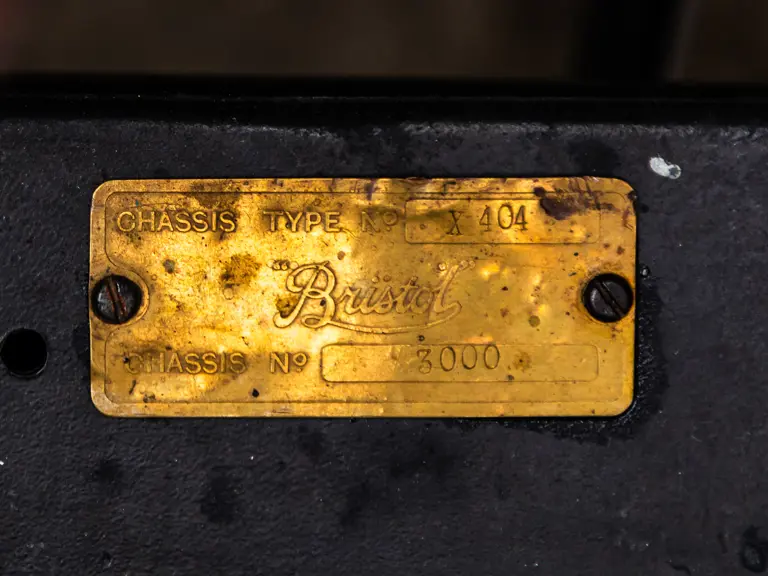 CHASSIS TYPE Nº X 404
"Bristol"
CHASSIS Nº 3000